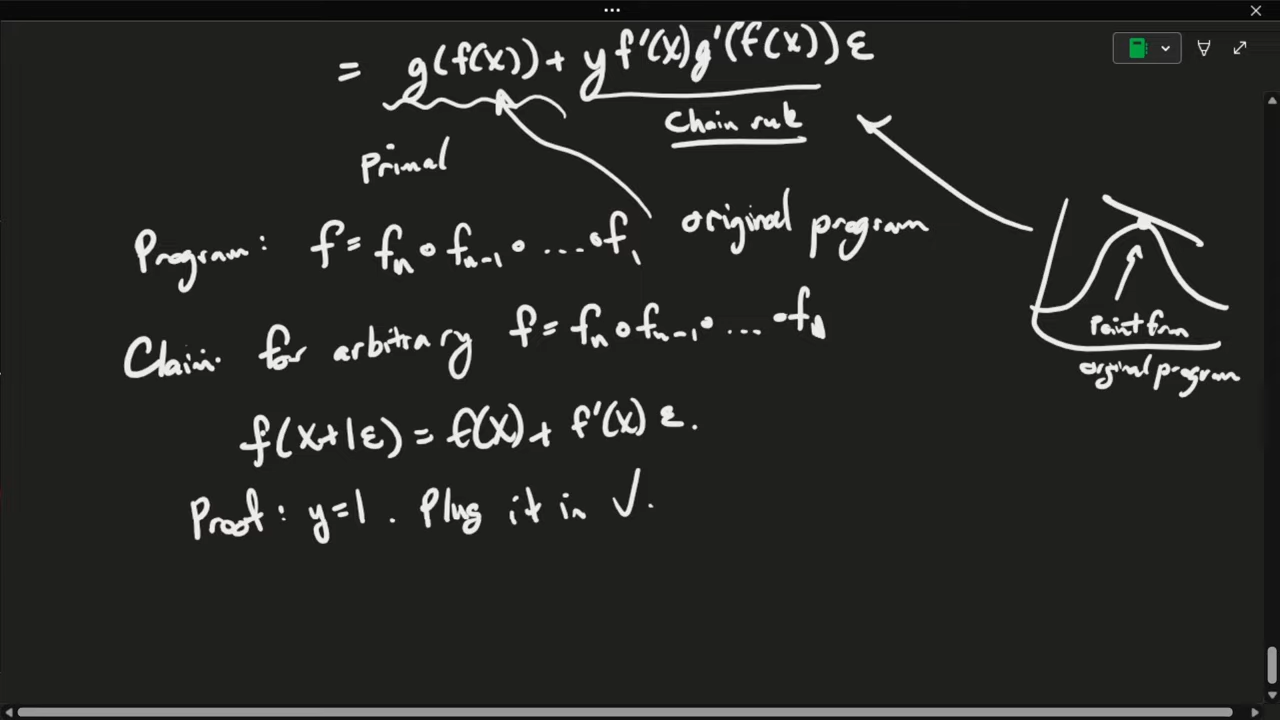 = g(f(x)) + y f'(x) g'(f(x)) ε
Chain rule
Primal
original program
Program: f = fₙ ∘ fₙ₋₁ ∘ .... ∘ f₁
Claim: for arbitrary f = fₙ ∘ fₙ₋₁ ∘ ... ∘ f₁
f(x+1ε) = f(x) + f'(x) ε.
Proof: y=1. Plug it in ✓.
Point from
orginal program